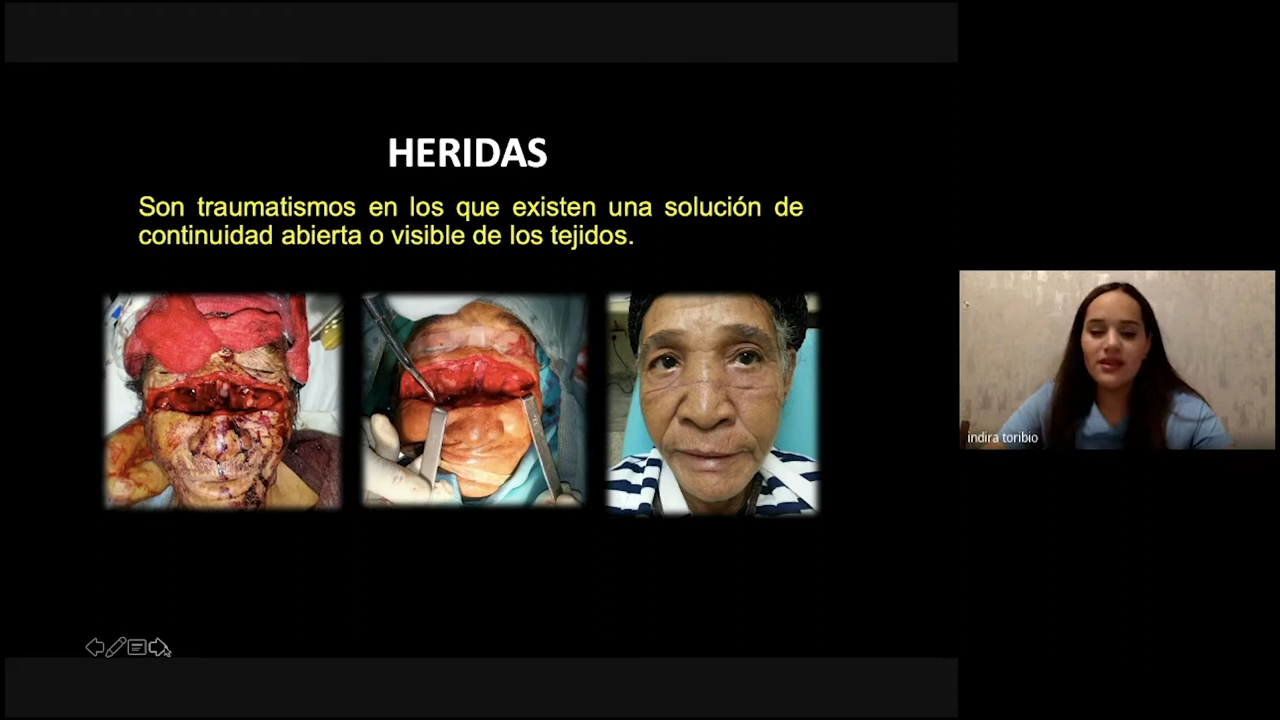 HERIDAS
Son traumatismos en los que existen una solución de
continuidad abierta o visible de los tejidos.
indira toribio